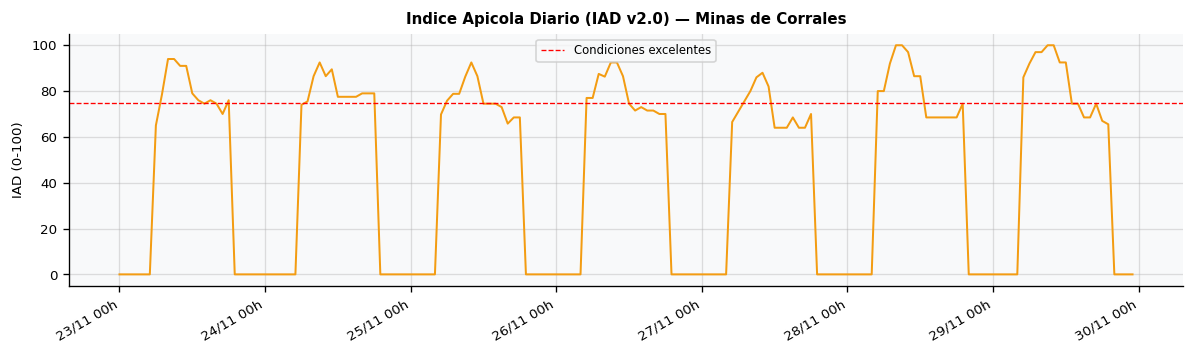 Indice Apicola Diario (IAD v2.0) — Minas de Corrales
Condiciones excelentes
IAD (0-100)
100
80
60
40
20
0
23/11 00h
24/11 00h
25/11 00h
26/11 00h
27/11 00h
28/11 00h
29/11 00h
30/11 00h